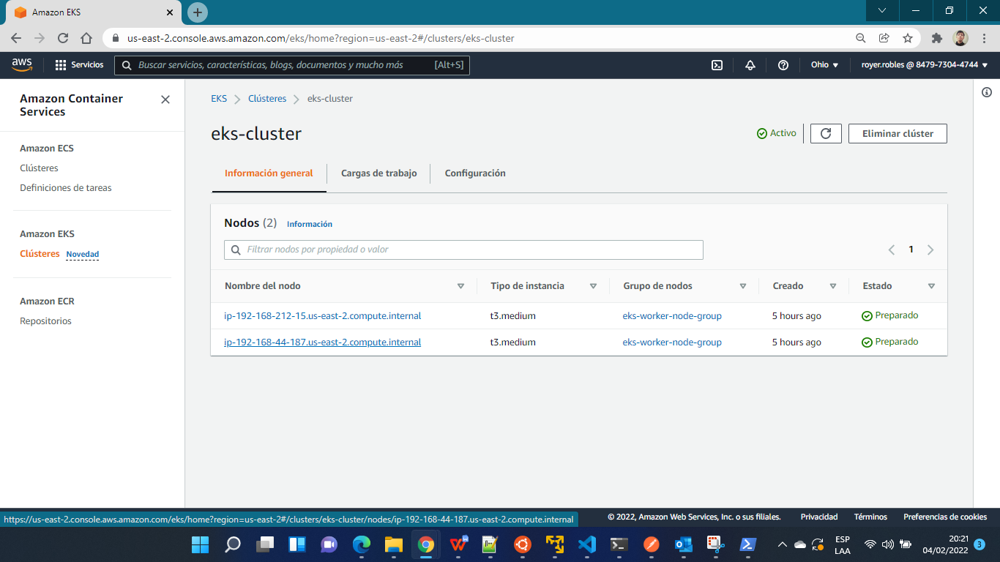 Amazon EKS
us-east-2.console.aws.amazon.com/eks/home?region=us-east-2#/clusters/eks-cluster
aws
Servicios
Buscar servicios, características, blogs, documentos y mucho más [Alt+S]
Ohio
royer.robles @ 8479-7304-4744
Amazon Container
Services
Amazon ECS
Clústeres
Definiciones de tareas
Amazon EKS
Clústeres Novedad
Amazon ECR
Repositorios
EKS Clústeres eks-cluster
eks-cluster
Activo
Eliminar clúster
Información general Cargas de trabajo Configuración
Nodos (2) Información
Filtrar nodos por propiedad o valor
1
Nombre del nodo Tipo de instancia Grupo de nodos Creado Estado
ip-192-168-212-15.us-east-2.compute.internal t3.medium eks-worker-node-group 5 hours ago Preparado
ip-192-168-44-187.us-east-2.compute.internal t3.medium eks-worker-node-group 5 hours ago Preparado
https://us-east-2.console.aws.amazon.com/eks/home?region=us-east-2#/clusters/eks-cluster/nodes/ip-192-168-44-187.us-east-2.compute.internal
© 2022, Amazon Web Services, Inc. o sus filiales. Privacidad Términos Preferencias de cookies
ESP
LAA
20:21
04/02/2022
3